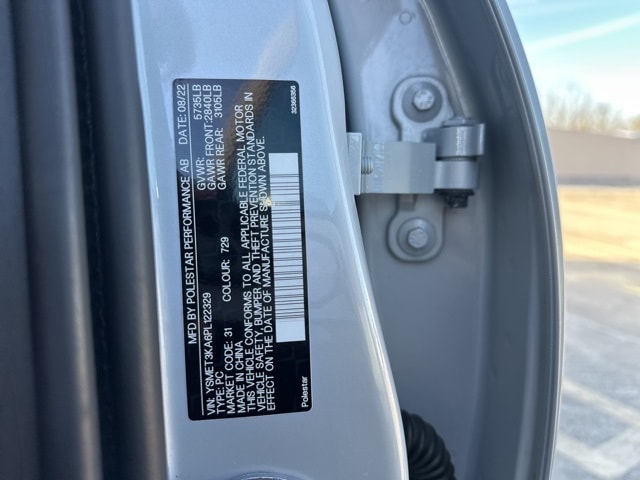 MFD BY POLESTAR PERFORMANCE AB DATE: 08/22
GVWR: 5735LB
GAWR FRONT: 2840LB
GAWR REAR: 3105LB
VIN: YSMET3KA6PL122329
TYPE: PC
MARKET CODE: 31 COLOUR: 729
MADE IN CHINA
THIS VEHICLE CONFORMS TO ALL APPLICABLE FEDERAL MOTOR
VEHICLE SAFETY, BUMPER AND THEFT PREVENTION STANDARDS IN
EFFECT ON THE DATE OF MANUFACTURE SHOWN ABOVE.
Polestar 32365356